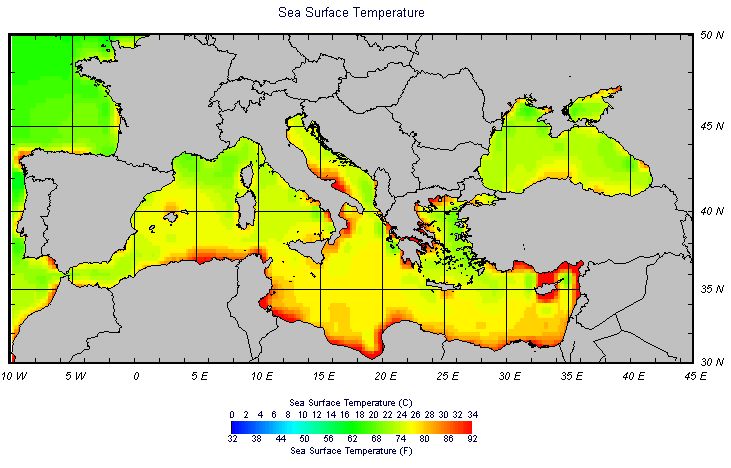 Sea Surface Temperature
50 N
45 N
40 N
35 N
30 N
10 W 5 W 0 5 E 10 E 15 E 20 E 25 E 30 E 35 E 40 E 45 E
Sea Surface Temperature (C)
0 2 4 6 8 10 12 14 16 18 20 22 24 26 28 30 32 34
32 38 44 50 56 62 68 74 80 86 92
Sea Surface Temperature (F)